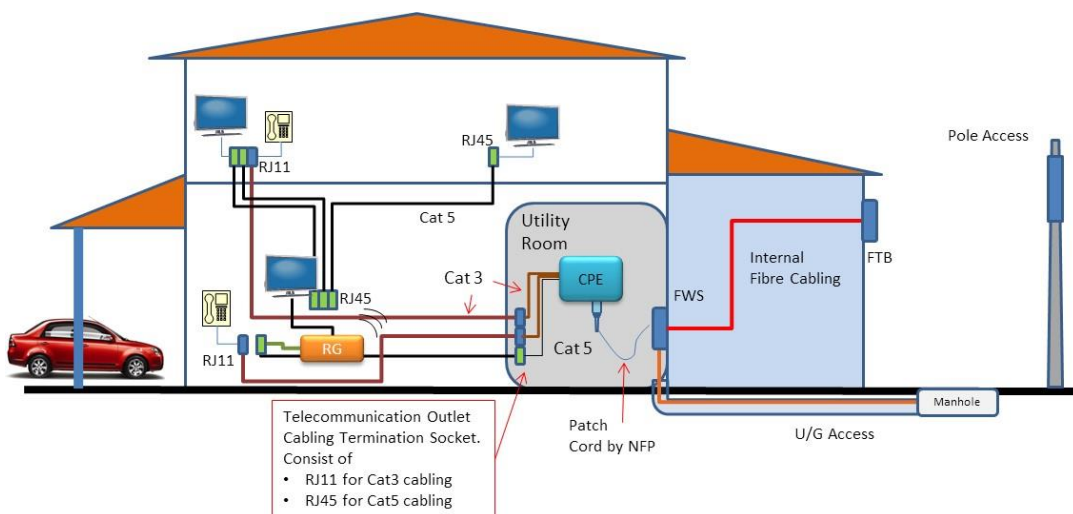 Pole Access
RJ45
RJ11
Cat 5
Utility
Room
Internal
Fibre Cabling
FTB
CPE
FWS
Cat 3
RJ45
RJ11
RG
Cat 5
Manhole
U/G Access
Patch
Cord by NFP
Telecommunication Outlet
Cabling Termination Socket.
Consist of
• RJ11 for Cat3 cabling
• RJ45 for Cat5 cabling